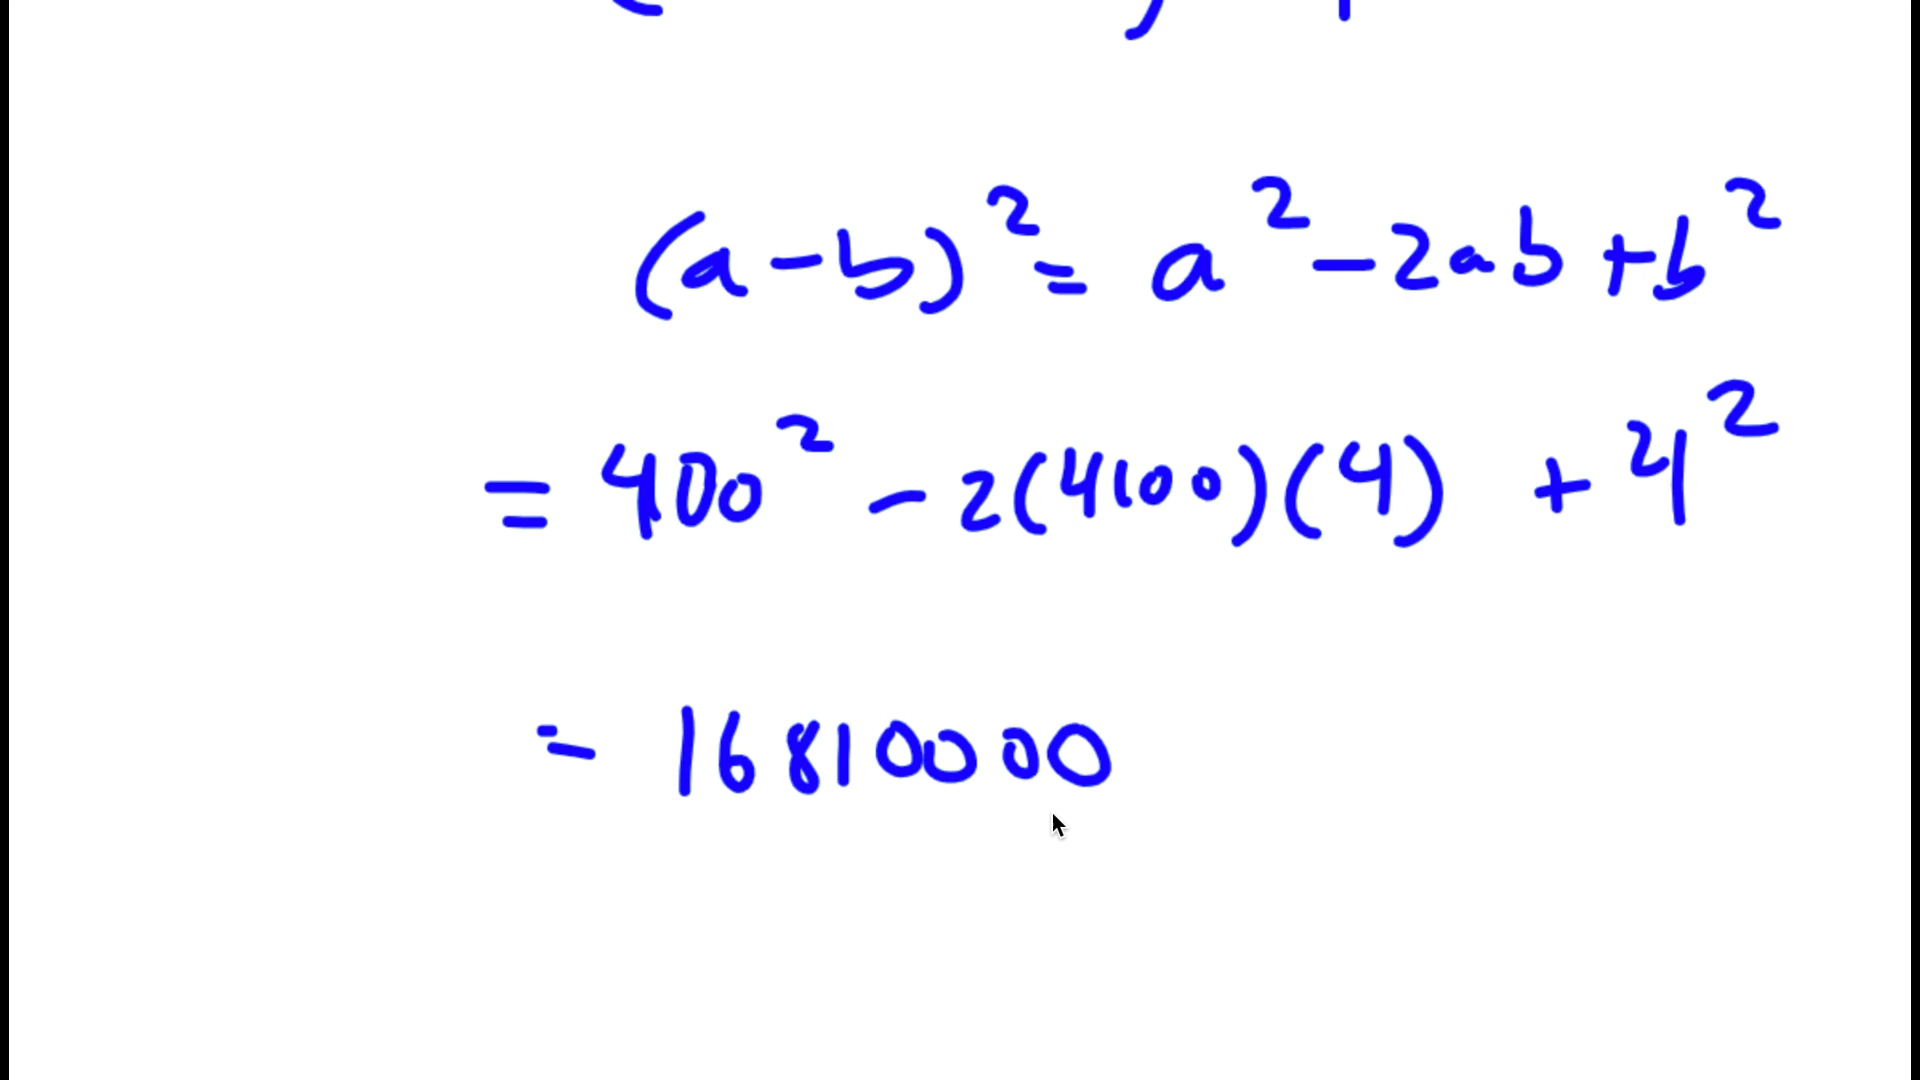 (a-b)²= a²-2ab+b²
= 400² - 2(4100)(4) + 4²
= 16810000